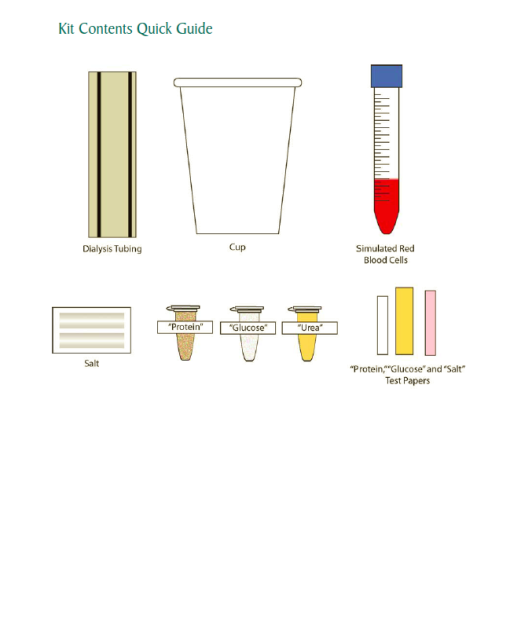 Kit Contents Quick Guide
Dialysis Tubing
Cup
Simulated Red
Blood Cells
Salt
"Protein"
"Glucose"
"Urea"
"Protein,""Glucose" and "Salt"
Test Papers